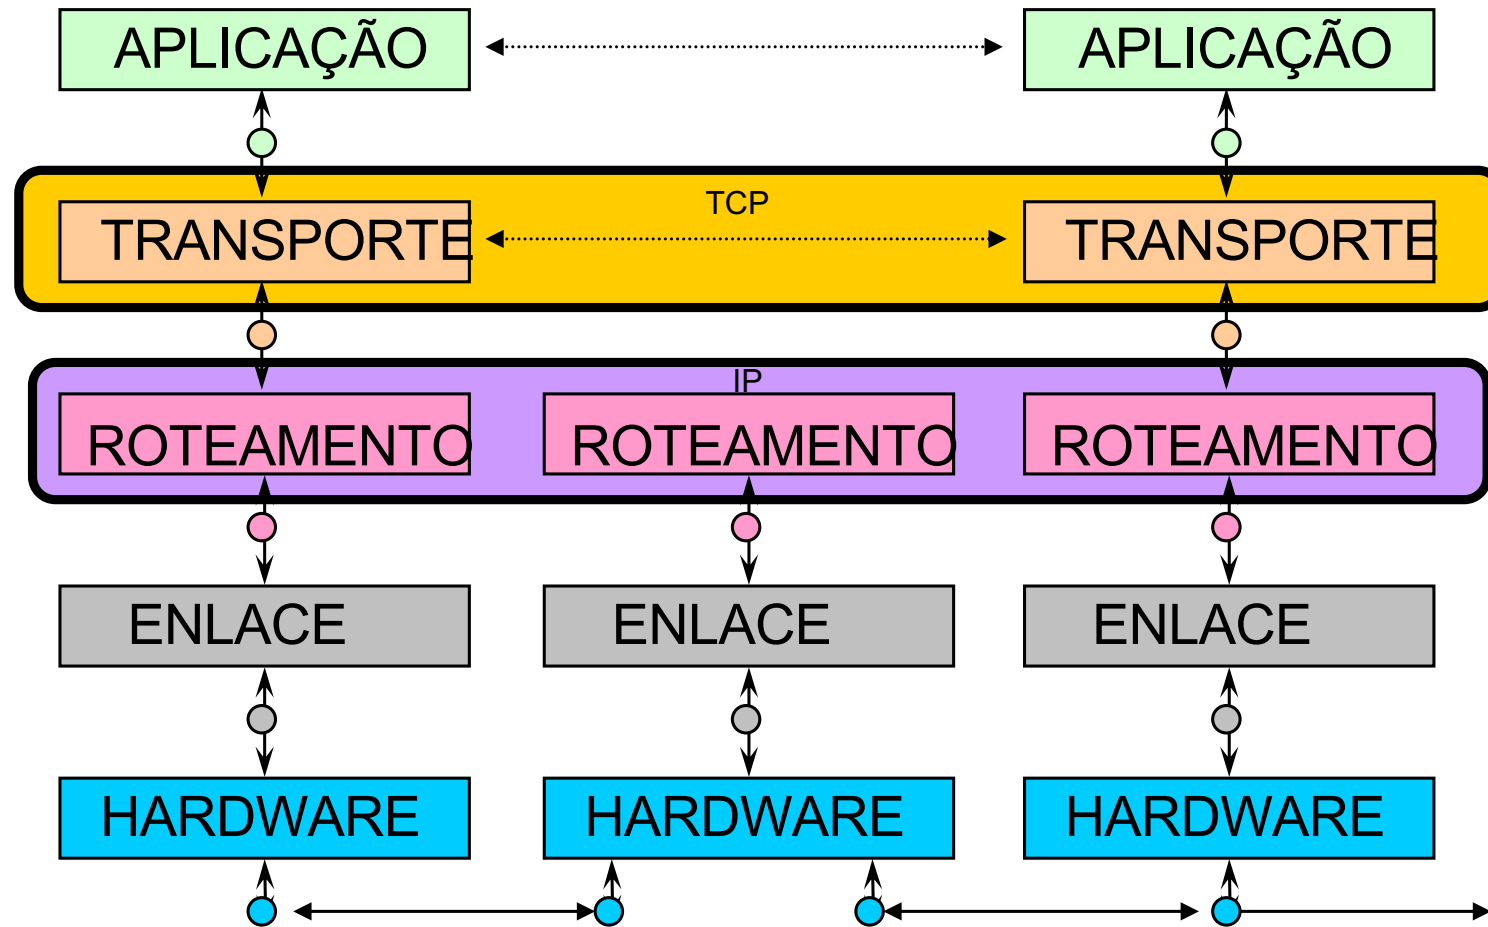 APLICAÇÃO APLICAÇÃO
TCP
TRANSPORTE TRANSPORTE
IP
ROTEAMENTO ROTEAMENTO ROTEAMENTO
ENLACE ENLACE ENLACE
HARDWARE HARDWARE HARDWARE